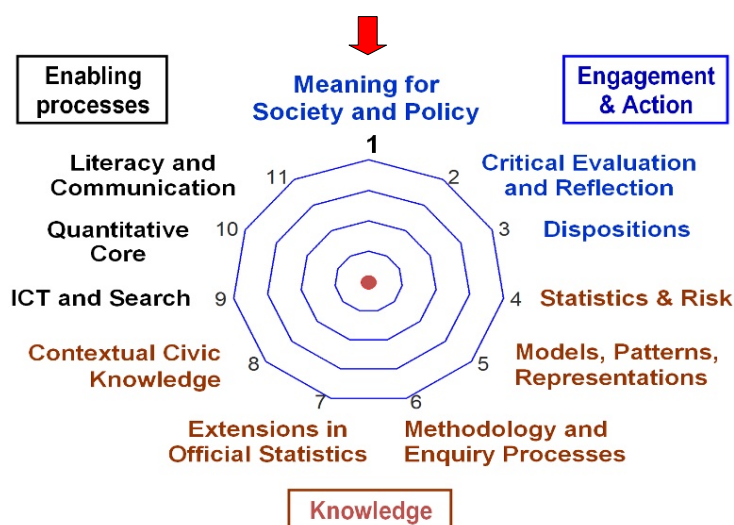 Enabling
processes
Meaning for
Society and Policy
Engagement
& Action
1
Literacy and
Communication
11
2
Critical Evaluation
and Reflection
Quantitative
Core
10
3
Dispositions
ICT and Search
9
4
Statistics & Risk
Contextual Civic
Knowledge
8
5
Models, Patterns,
Representations
7
6
Extensions in
Official Statistics
Methodology and
Enquiry Processes
Knowledge